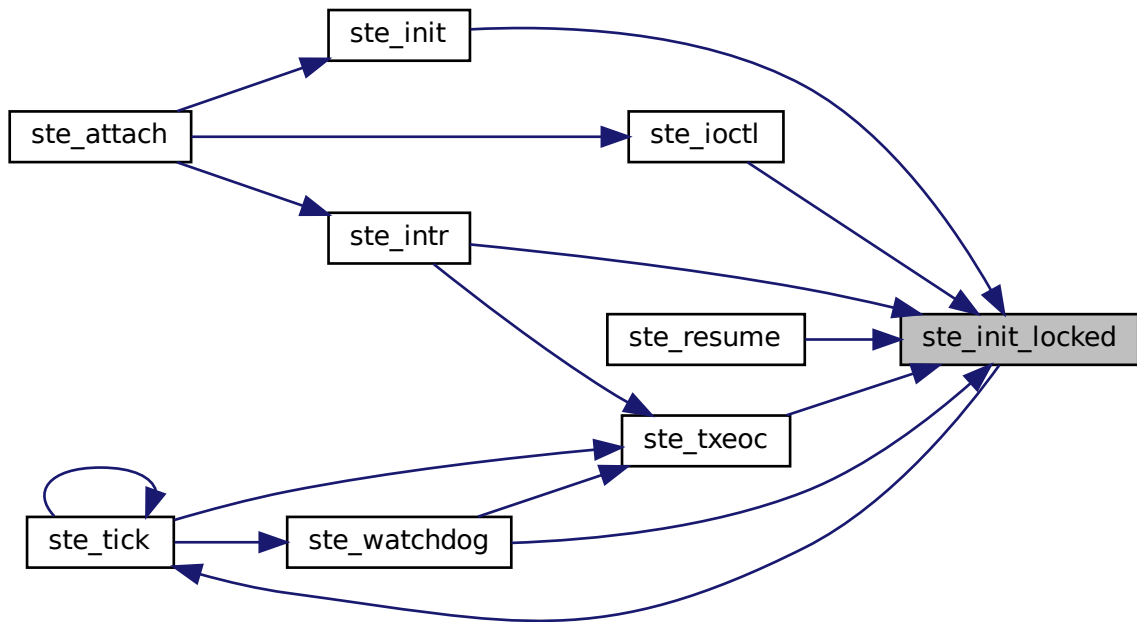 ste_init
ste_attach
ste_ioctl
ste_intr
ste_resume
ste_init_locked
ste_txeoc
ste_tick
ste_watchdog